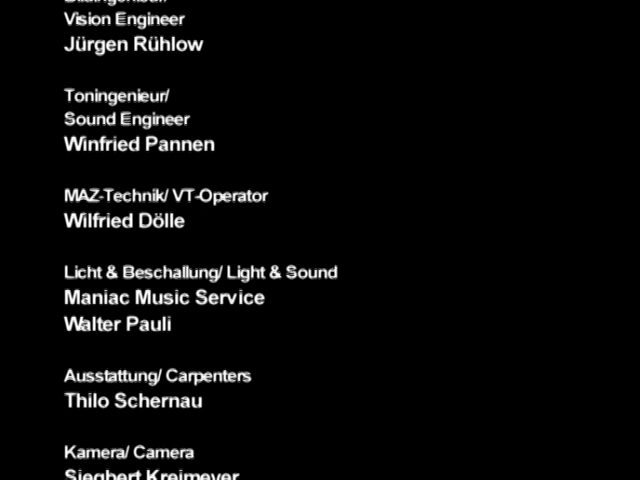 Vision Engineer
Jürgen Rühlow
Toningenieur/
Sound Engineer
Winfried Pannen
MAZ-Technik/ VT-Operator
Wilfried Dölle
Licht & Beschallung/ Light & Sound
Maniac Music Service
Walter Pauli
Ausstattung/ Carpenters
Thilo Schernau
Kamera/ Camera
Siegbert Kreimeyer